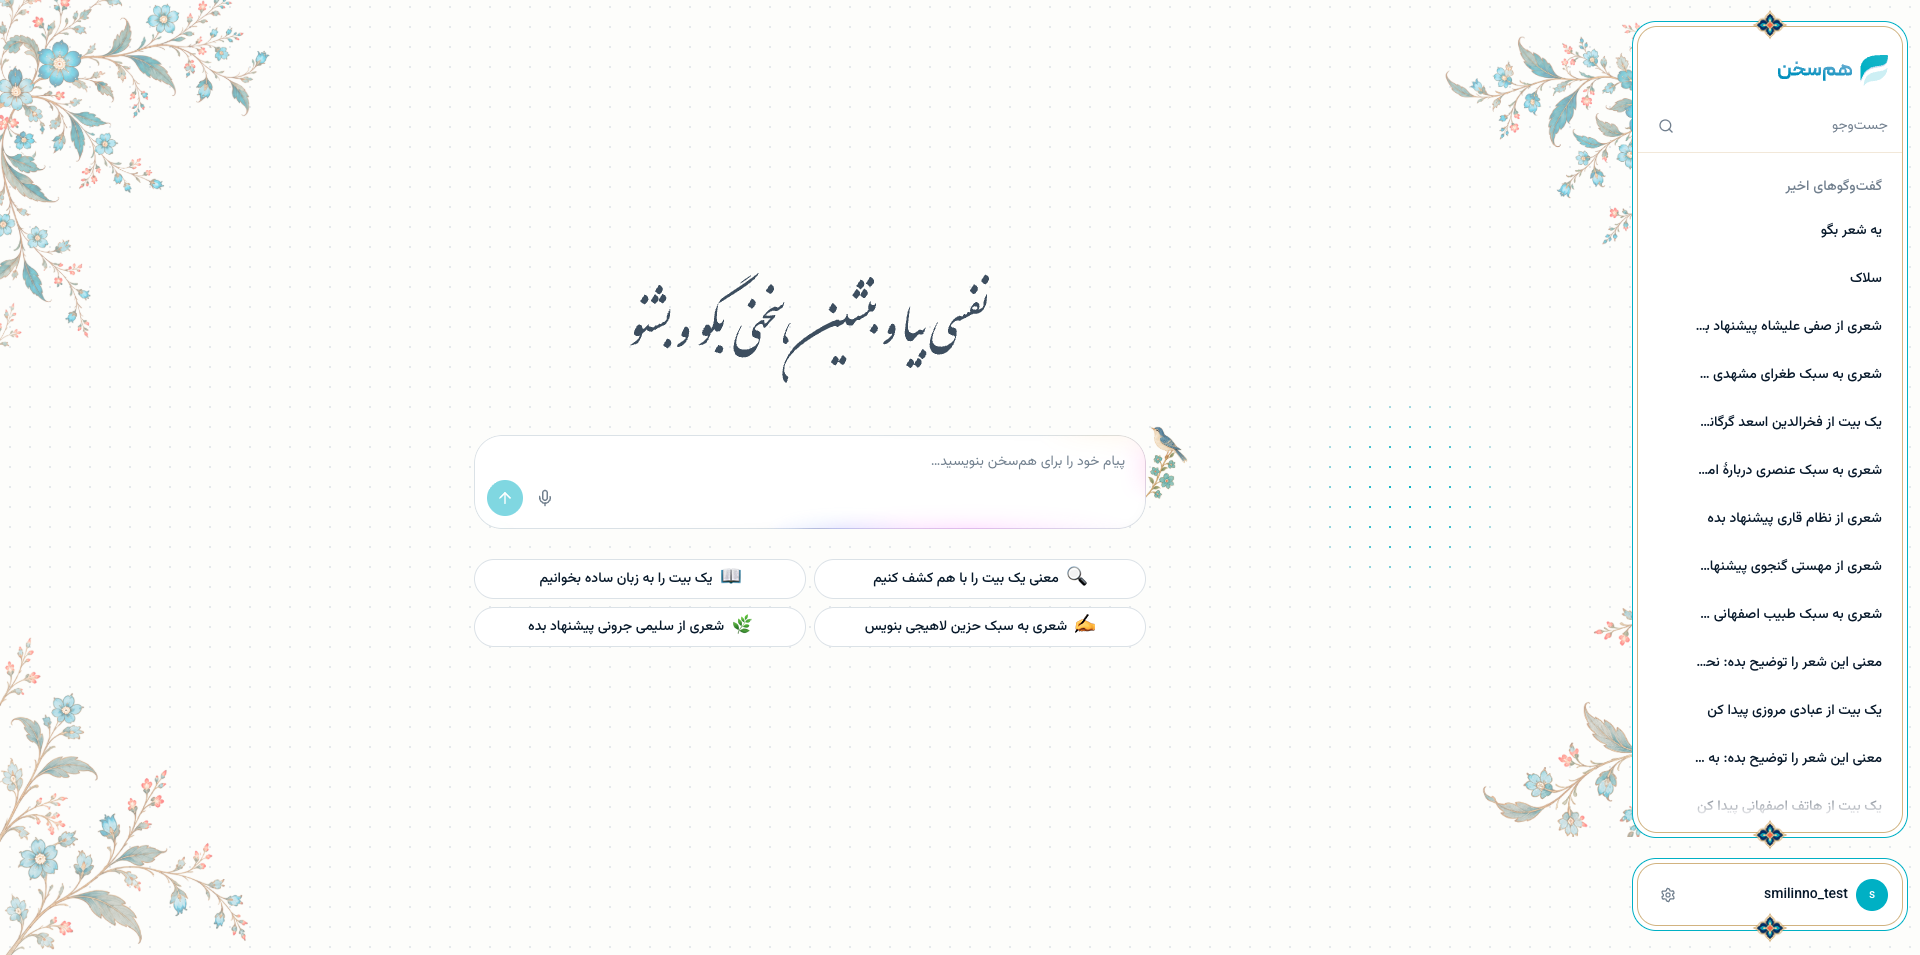 هم‌سخن
جست‌وجو
گفت‌وگوهای اخیر
یه شعر بگو
سلاک
شعری از صفی علیشاه پیشنهاد ب...
شعری به سبک طغرای مشهدی ...
یک بیت از فخرالدین اسعد گرگانـ...
شعری به سبک عنصری دربارهٔ امـ...
شعری از نظام قاری پیشنهاد بده
شعری از مهستی گنجوی پیشنها...
شعری به سبک طبیب اصفهانی ...
معنی این شعر را توضیح بده: نحـ...
یک بیت از عبادی مروزی پیدا کن
معنی این شعر را توضیح بده: به ...
یک بیت از هاتف اصفهانی پیدا کن
s smilinno_test
نفسی بیا و بنشین، سخنی بگو و بشنو
پیام خود را برای هم‌سخن بنویسید...
معنی یک بیت را با هم کشف کنیم
یک بیت را به زبان ساده بخوانیم
شعری به سبک حزین لاهیجی بنویس
شعری از سلیمی جرونی پیشنهاد بده